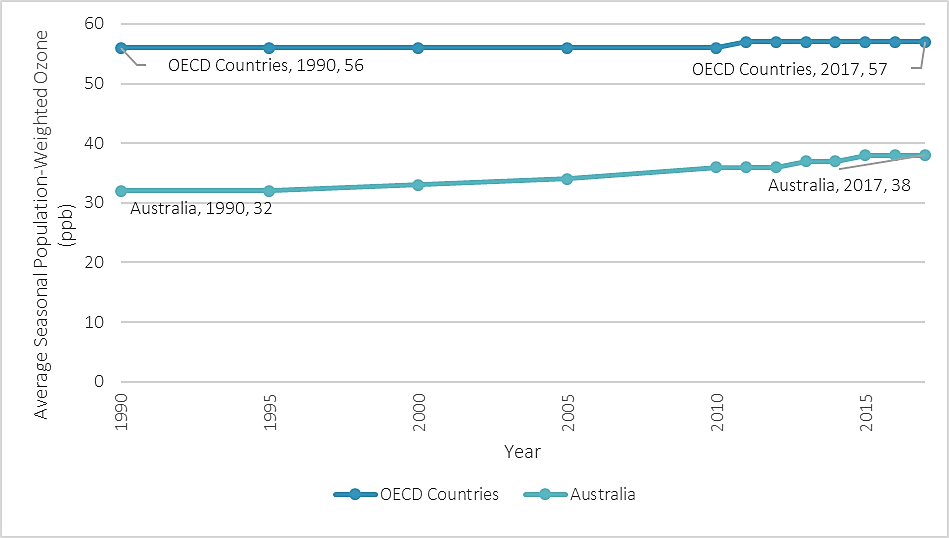 Average Seasonal Population-Weighted Ozone
(ppb)
60
50
40
30
20
10
0
OECD Countries, 1990, 56
OECD Countries, 2017, 57
Australia, 1990, 32
Australia, 2017, 38
1990
1995
2000
2005
2010
2015
Year
OECD Countries
Australia